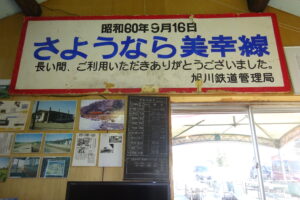 昭和60年9月16日
さようなら美幸線
長い間、ご利用いただきありがとうございました。
旭川鉄道管理局